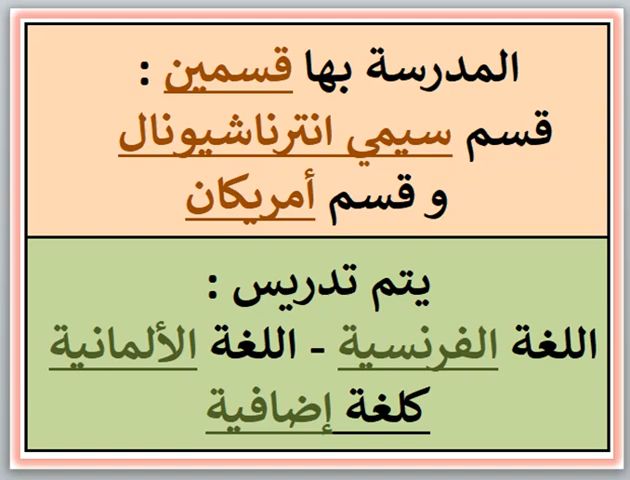 المدرسة بها قسمين :
قسم سيمي انترناشيونال
و قسم أمريكان
يتم تدريس :
اللغة الفرنسية - اللغة الألمانية
كلغة إضافية